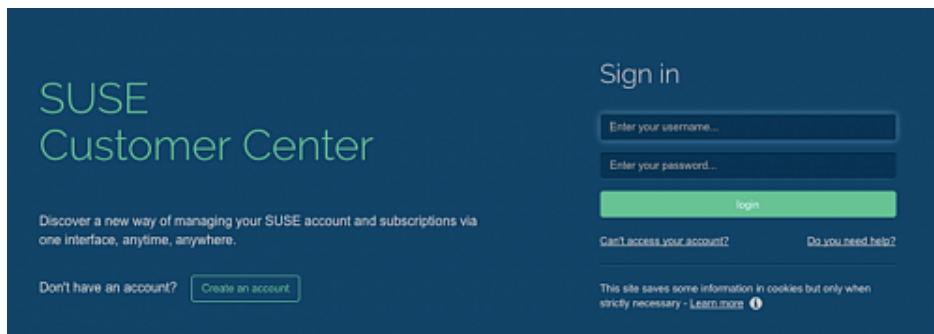 SUSE
Customer Center
Discover a new way of managing your SUSE account and subscriptions via
one interface, anytime, anywhere.
Don't have an account? Create an account
Sign in
Enter your username...
Enter your password...
login
Can't access your account? Do you need help?
This site saves some information in cookies but only when
strictly necessary - Learn more